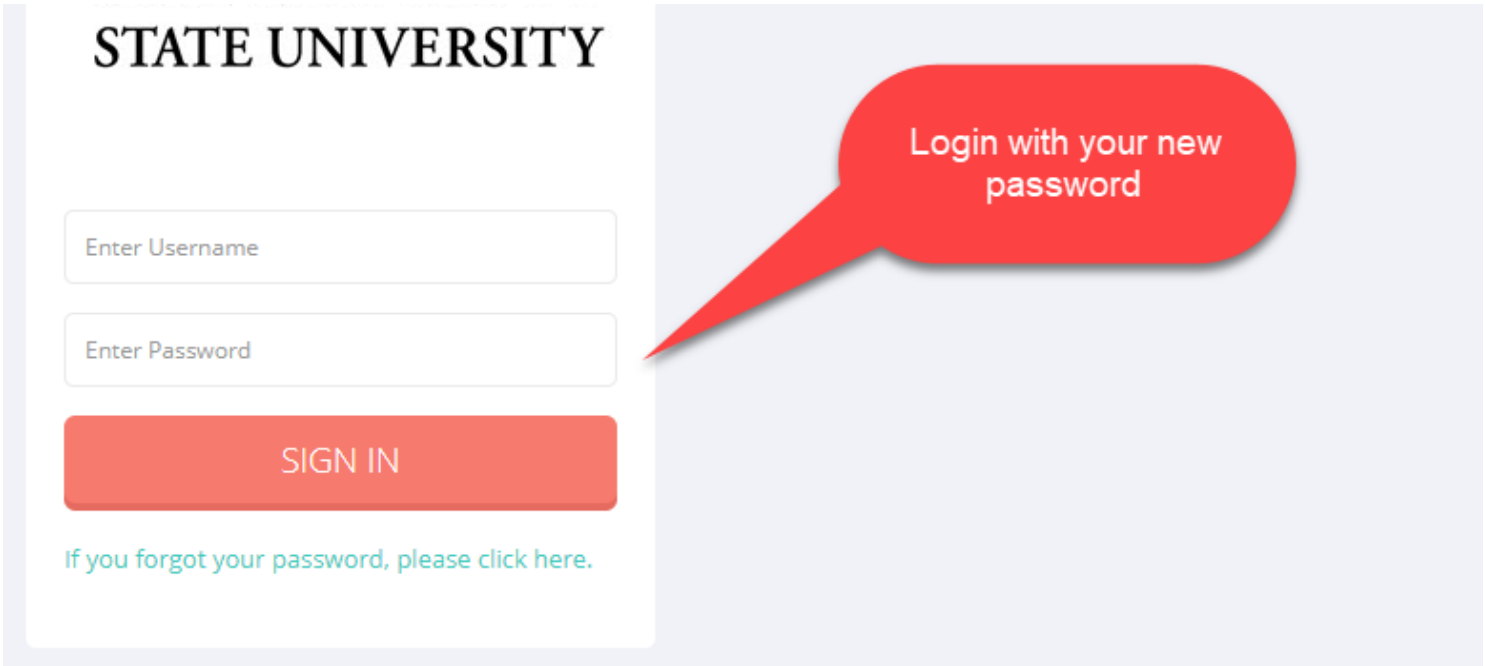 STATE UNIVERSITY
Login with your new
password
Enter Username
Enter Password
SIGN IN
If you forgot your password, please click here.